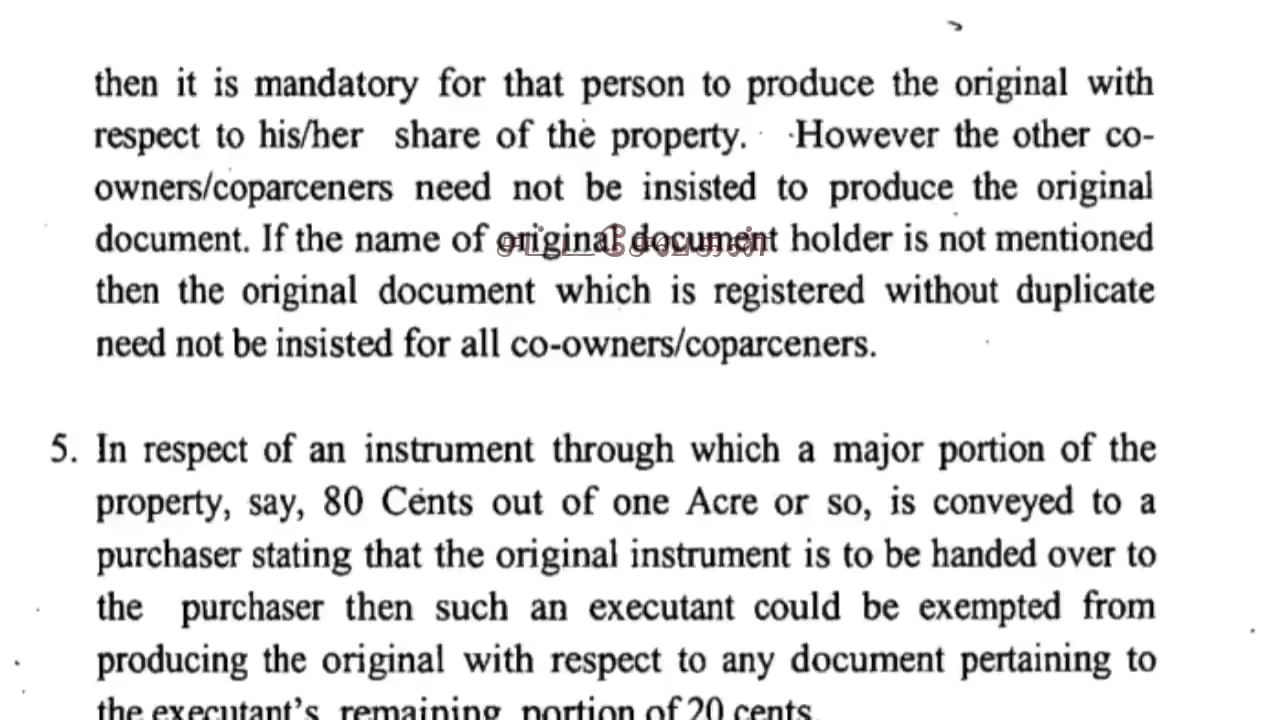 then it is mandatory for that person to produce the original with
respect to his/her share of the property. However the other co-
owners/coparceners need not be insisted to produce the original
document. If the name of original document holder is not mentioned
then the original document which is registered without duplicate
need not be insisted for all co-owners/coparceners.
5. In respect of an instrument through which a major portion of the
property, say, 80 Cents out of one Acre or so, is conveyed to a
purchaser stating that the original instrument is to be handed over to
the purchaser then such an executant could be exempted from
producing the original with respect to any document pertaining to
the executant's remaining portion of 20 cents.